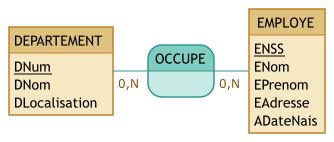 DEPARTEMENT
DNum
DNom
DLocalisation
0,N
OCCUPE
0,N
EMPLOYE
ENSS
ENom
EPrenom
EAdresse
ADateNais